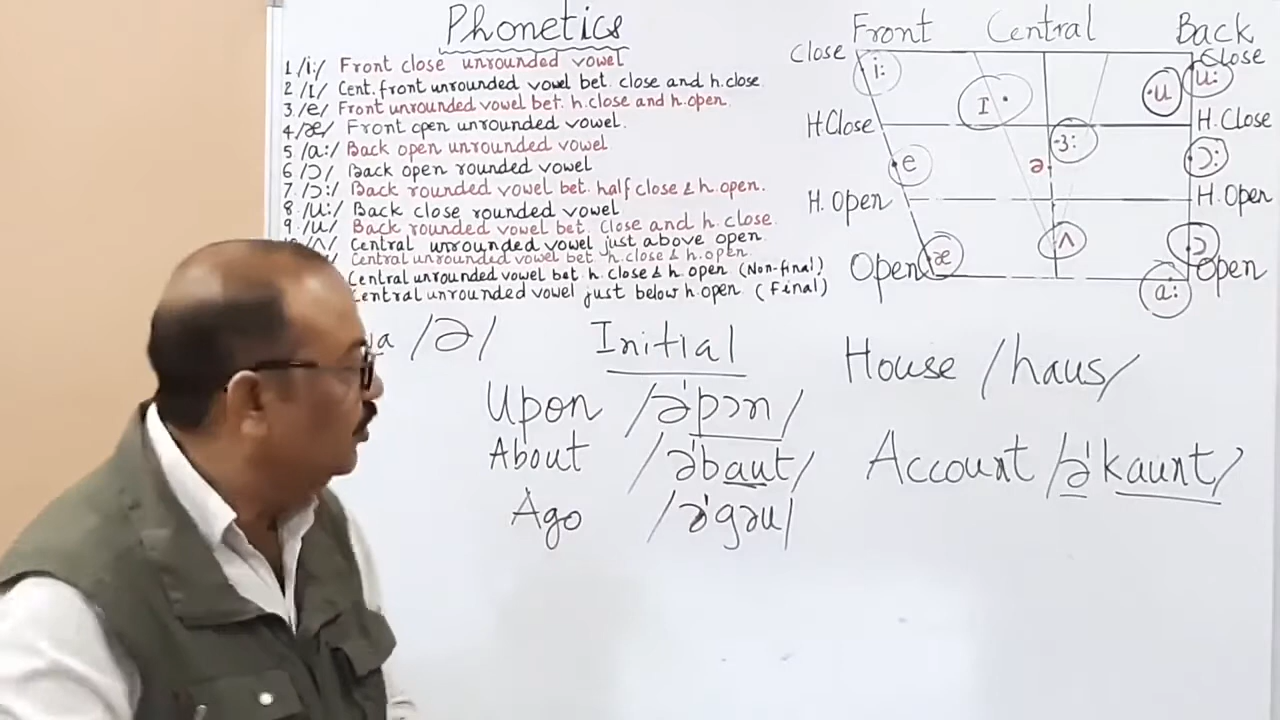 Phonetics
1 /i:/ Front close unrounded vowel
2 /I/ Cent. front unrounded vowel bet. close and h.close
3 /e/ Front unrounded vowel bet. h.close and h.open.
4 /æ/ Front open unrounded vowel.
5 /a:/ Back open unrounded vowel
6 /ɔ/ Back open rounded vowel
7 /ɔ:/ Back rounded vowel bet. half close & h.open.
8 /u:/ Back close rounded vowel
9 /u/ Back rounded vowel bet. Close and h. close.
/ʌ/ Central unrounded vowel just above open.
Central unrounded vowel bet. h.close & h.open.
Central unrounded vowel bet. h.close & h.open (Non-final)
Central unrounded vowel just below h.open. (Final)
Front Central Back
Close Close
i: I u u:
H.Close H.Close
ɜ:
e ə ɔ:
H.Open H.Open
ʌ ɔ
Open æ Open
a:
/ə/ Initial
House /haus/
Upon /ə'pɔn/
About /ə'baut/
Account /ə'kaunt/
Ago /ə'gəu/